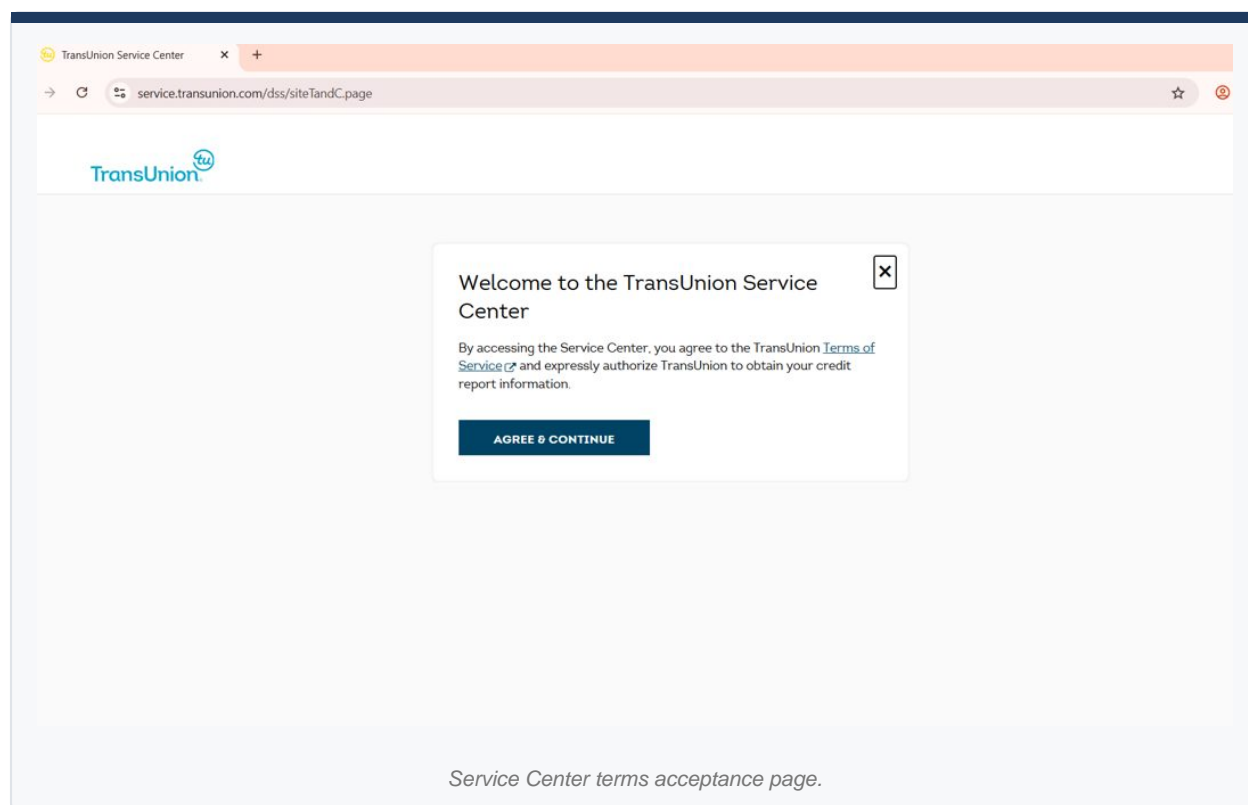 TransUnion Service Center
service.transunion.com/dss/siteTandC.page
tu
TransUnion.
Welcome to the TransUnion Service
Center
By accessing the Service Center, you agree to the TransUnion Terms of
Service and expressly authorize TransUnion to obtain your credit
report information.
AGREE & CONTINUE
Service Center terms acceptance page.